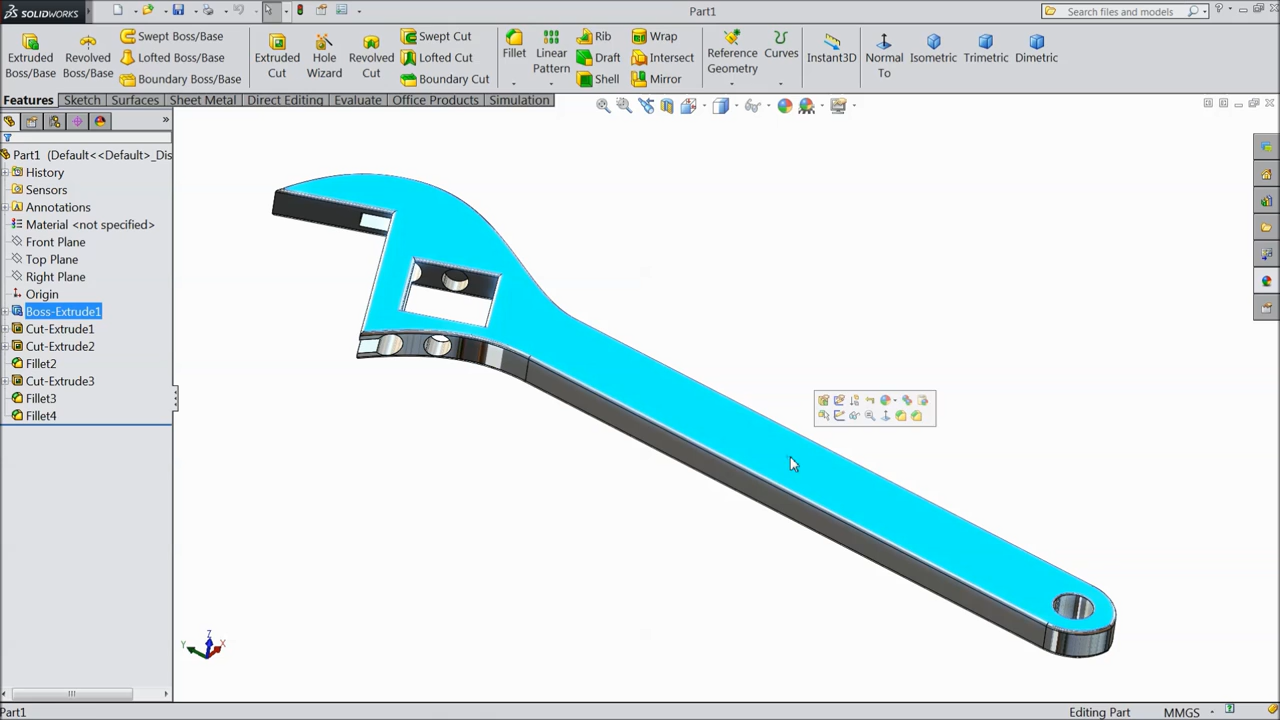 SOLIDWORKS
Part1
Search files and models
Extruded Boss/Base
Revolved Boss/Base
Swept Boss/Base
Lofted Boss/Base
Boundary Boss/Base
Extruded Cut
Hole Wizard
Revolved Cut
Swept Cut
Lofted Cut
Boundary Cut
Fillet
Linear Pattern
Rib
Draft
Shell
Wrap
Intersect
Mirror
Reference Geometry
Curves
Instant3D
Normal To
Isometric
Trimetric
Dimetric
Features
Sketch
Surfaces
Sheet Metal
Direct Editing
Evaluate
Office Products
Simulation
Part1 (Default<<Default>_Dis
History
Sensors
Annotations
Material <not specified>
Front Plane
Top Plane
Right Plane
Origin
Boss-Extrude1
Cut-Extrude1
Cut-Extrude2
Fillet2
Cut-Extrude3
Fillet3
Fillet4
Z
Y
X
Part1
Editing Part
MMGS